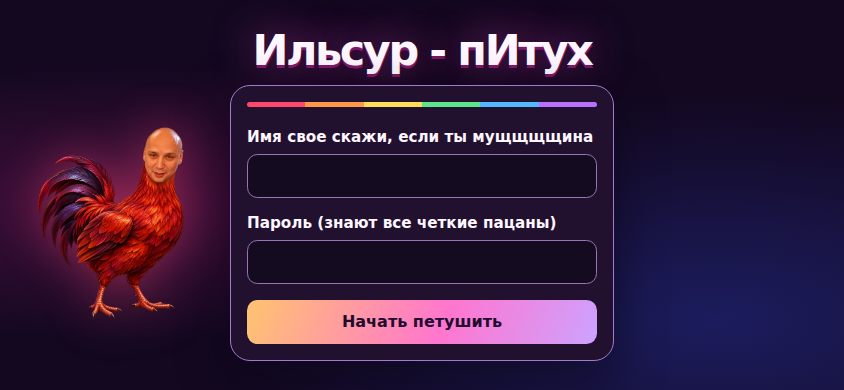 Ильсур - пИтух
Имя свое скажи, если ты мущщщщина
Пароль (знают все четкие пацаны)
Начать петушить